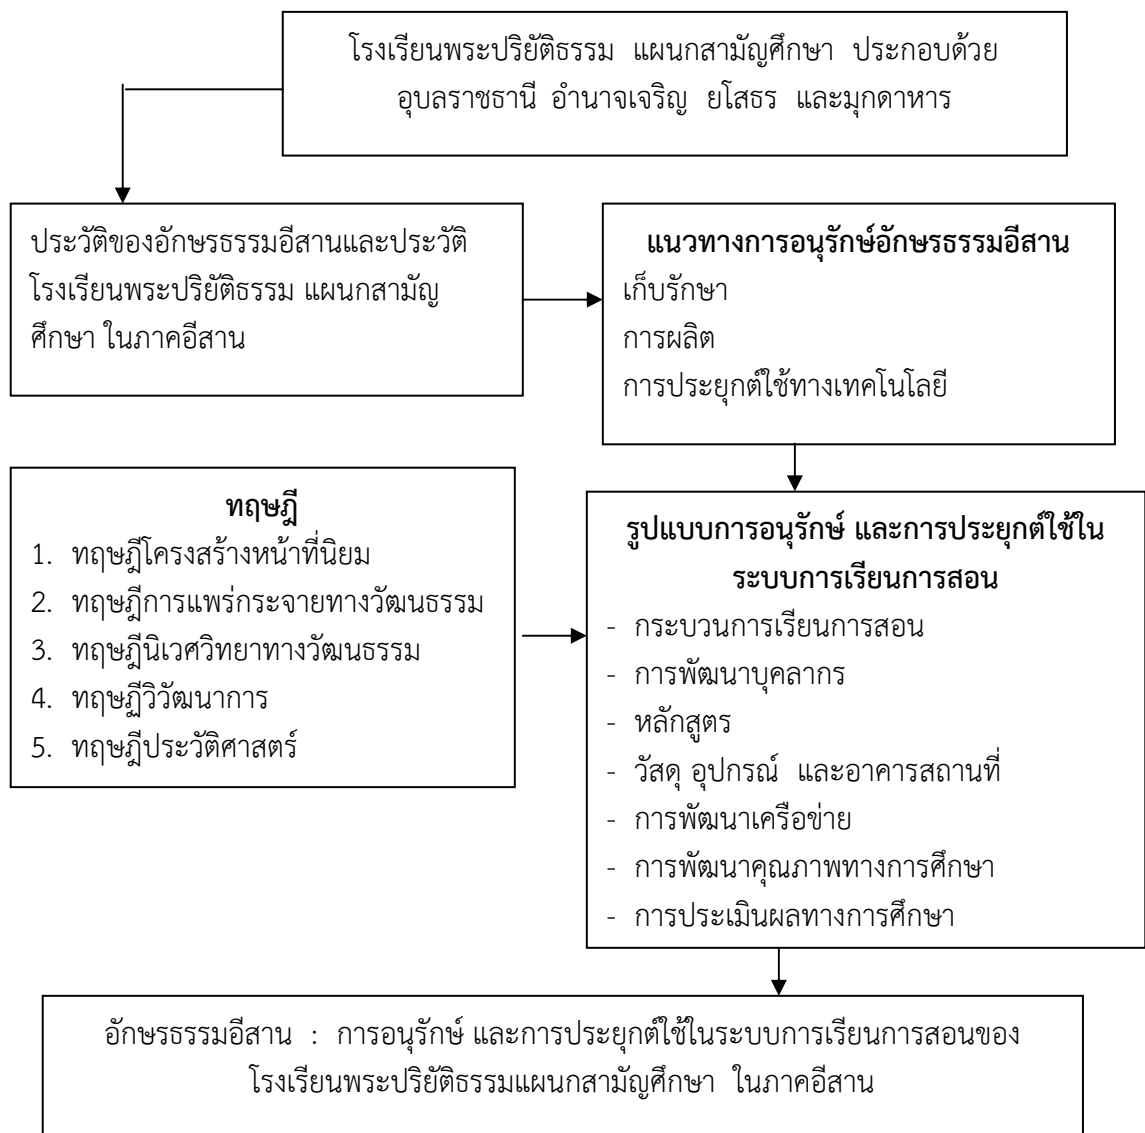 โรงเรียนพระปริยัติธรรม แผนกสามัญศึกษา ประกอบด้วย
อุบลราชธานี อำนาจเจริญ ยโสธร และมุกดาหาร
ประวัติของอักษรธรรมอีสานและประวัติ
โรงเรียนพระปริยัติธรรม แผนกสามัญ
ศึกษา ในภาคอีสาน
แนวทางการอนุรักษ์อักษรธรรมอีสาน
เก็บรักษา
การผลิต
การประยุกต์ใช้ทางเทคโนโลยี
ทฤษฎี
1. ทฤษฎีโครงสร้างหน้าที่นิยม
2. ทฤษฎีการแพร่กระจายทางวัฒนธรรม
3. ทฤษฎีนิเวศวิทยาทางวัฒนธรรม
4. ทฤษฏีวิวัฒนาการ
5. ทฤษฎีประวัติศาสตร์
รูปแบบการอนุรักษ์ และการประยุกต์ใช้ใน
ระบบการเรียนการสอน
- กระบวนการเรียนการสอน
- การพัฒนาบุคลากร
- หลักสูตร
- วัสดุ อุปกรณ์ และอาคารสถานที่
- การพัฒนาเครือข่าย
- การพัฒนาคุณภาพทางการศึกษา
- การประเมินผลทางการศึกษา
อักษรธรรมอีสาน : การอนุรักษ์ และการประยุกต์ใช้ในระบบการเรียนการสอนของ
โรงเรียนพระปริยัติธรรมแผนกสามัญศึกษา ในภาคอีสาน